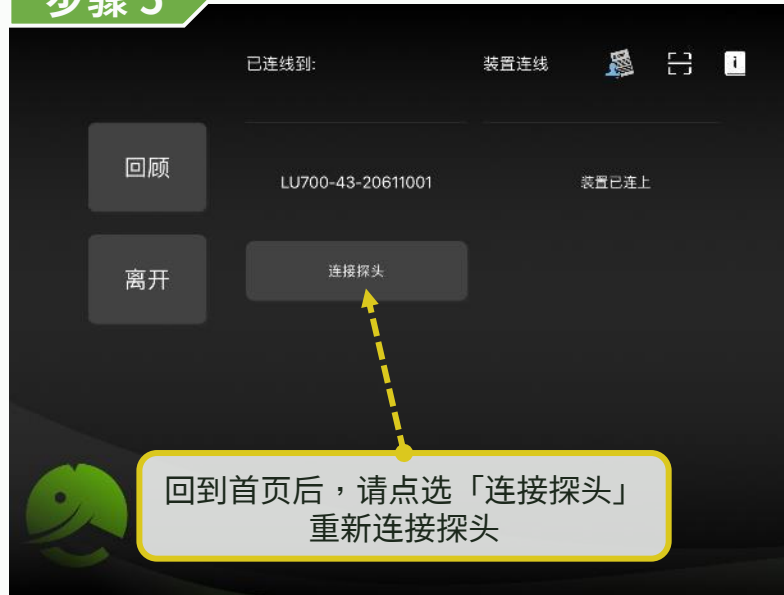 步骤 5
已连线到:
装置连线
i
回顾
LU700-43-20611001
装置已连上
离开
连接探头
回到首页后，请点选「连接探头」
重新连接探头